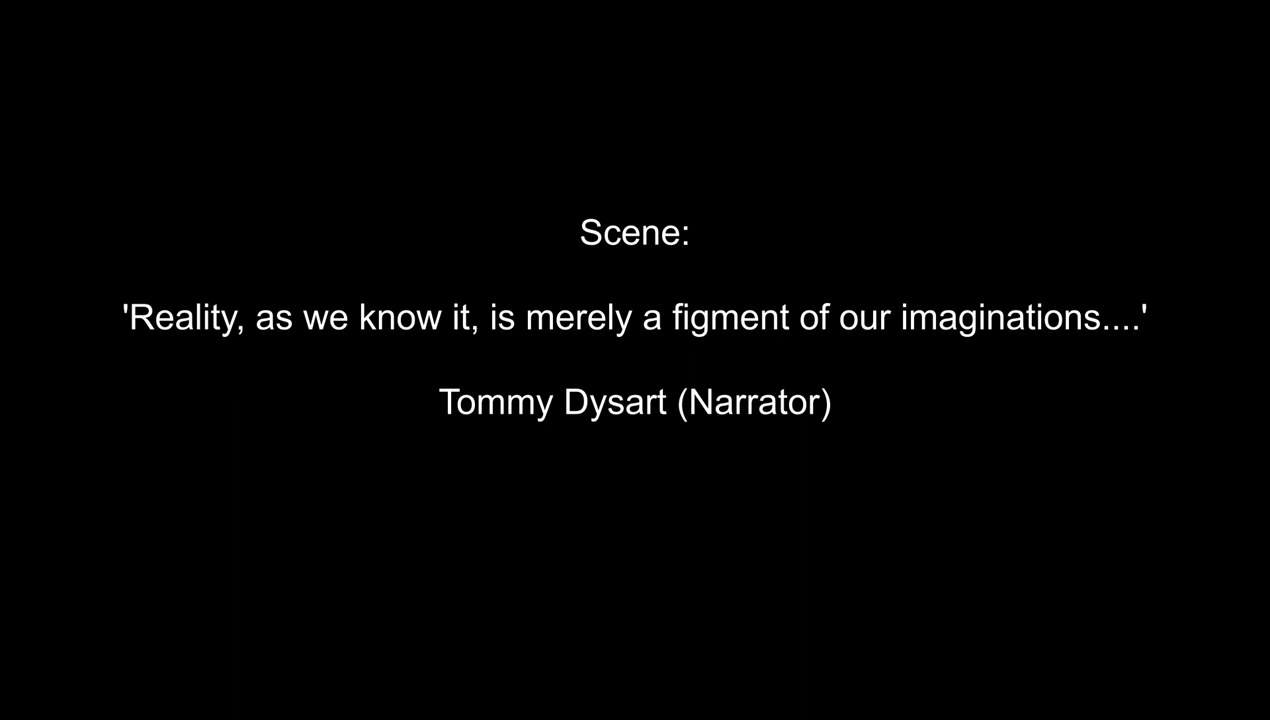 Scene:
'Reality, as we know it, is merely a figment of our imaginations....'
Tommy Dysart (Narrator)